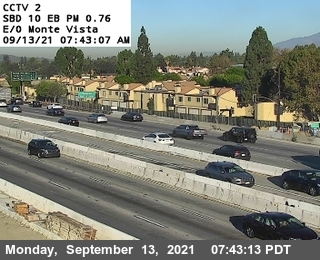 CCTV 2
SBD 10 EB PM 0.76
E/O Monte Vista
09/13/21 07:43:07 AM
Monday, September 13, 2021 07:43:13 PDT